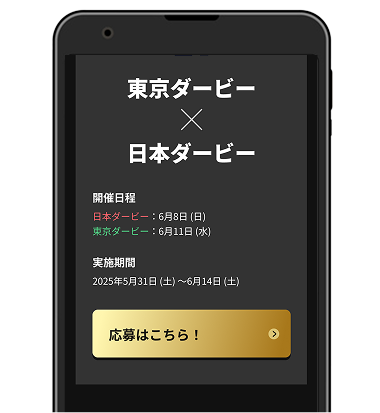 東京ダービー
×
日本ダービー
開催日程
日本ダービー：6月8日 (日)
東京ダービー：6月11日 (水)
実施期間
2025年5月31日 (土) ～6月14日 (土)
応募はこちら！